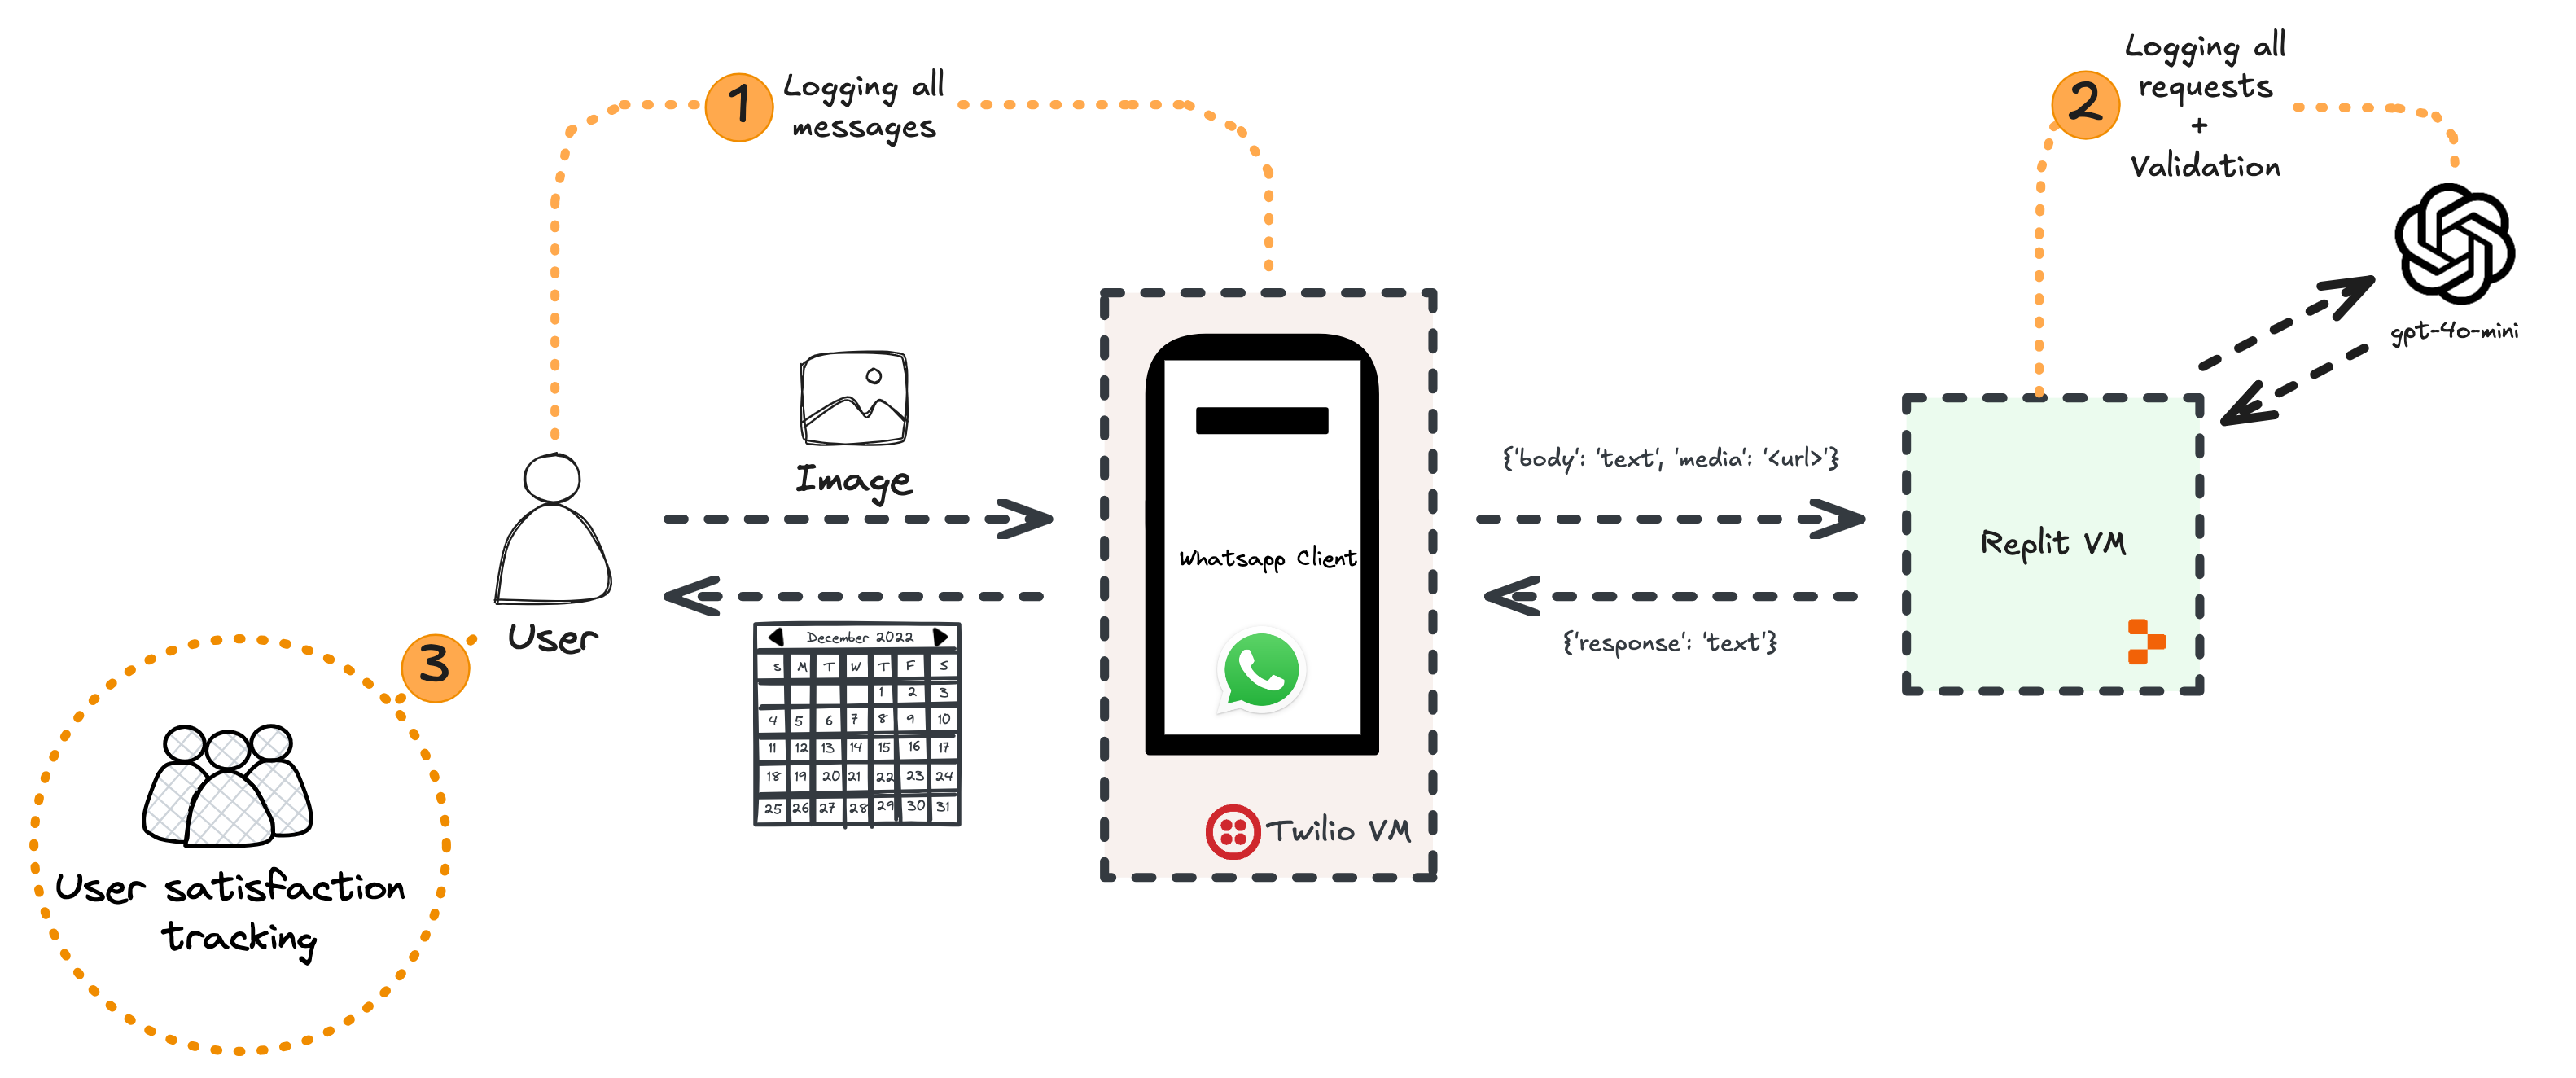 1
Logging all
messages
2
Logging all
requests
+
Validation
gpt-4o-mini
Image
{'body': 'text', 'media': '<url>'}
Whatsapp Client
Replit VM
{'response': 'text'}
User
3
December 2022
S M T W T F S
1 2 3
4 5 6 7 8 9 10
11 12 13 14 15 16 17
18 19 20 21 22 23 24
25 26 27 28 29 30 31
Twilio VM
User satisfaction
tracking